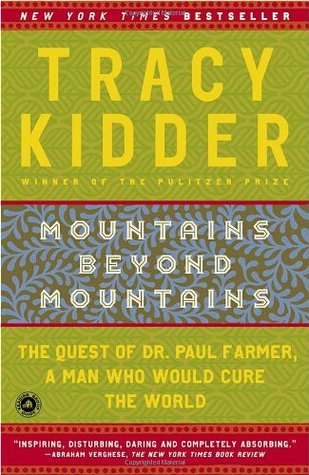 NEW YORK TIMES BESTSELLER
TRACY
KIDDER
WINNER OF THE PULITZER PRIZE
MOUNTAINS
BEYOND
MOUNTAINS
THE QUEST OF DR. PAUL FARMER,
A MAN WHO WOULD CURE
THE WORLD
"INSPIRING, DISTURBING, DARING AND COMPLETELY ABSORBING."
—ABRAHAM VERGHESE, THE NEW YORK TIMES BOOK REVIEW